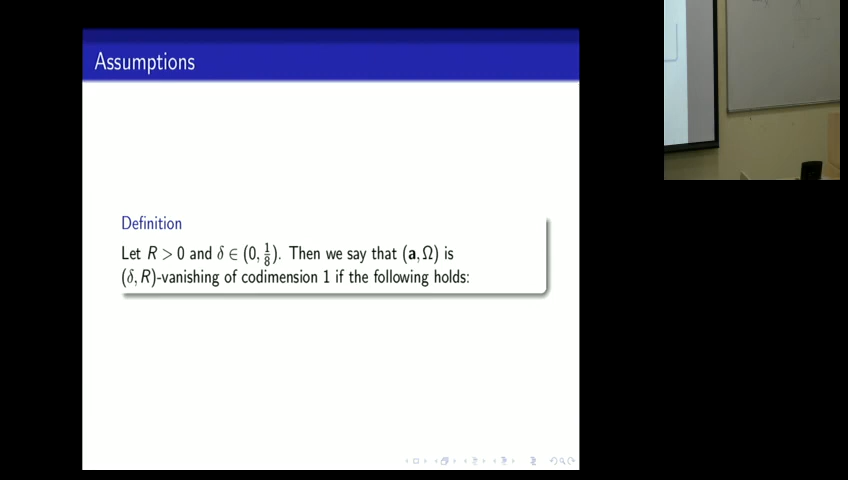 Assumptions
Definition
Let R > 0 and δ ∈ (0, 1/8). Then we say that (a, Ω) is
(δ, R)-vanishing of codimension 1 if the following holds: